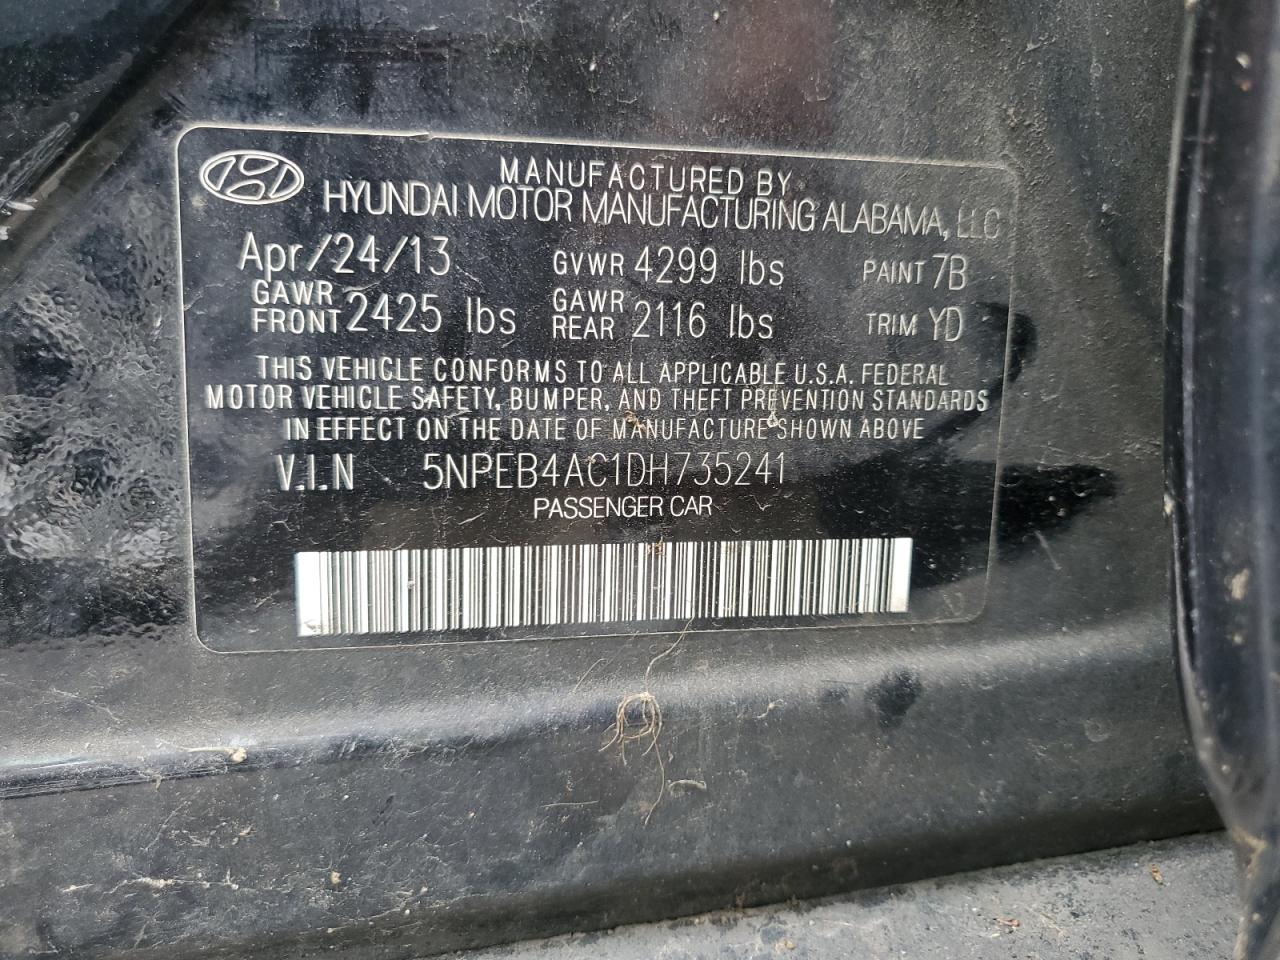 MANUFACTURED BY
HYUNDAI MOTOR MANUFACTURING ALABAMA, LLC
Apr/24/13 GVWR 4299 lbs PAINT 7B
GAWR FRONT 2425 lbs GAWR REAR 2116 lbs TRIM YD
THIS VEHICLE CONFORMS TO ALL APPLICABLE U.S.A. FEDERAL
MOTOR VEHICLE SAFETY, BUMPER, AND THEFT PREVENTION STANDARDS
IN EFFECT ON THE DATE OF MANUFACTURE SHOWN ABOVE
V.I.N 5NPEB4AC1DH735241
PASSENGER CAR